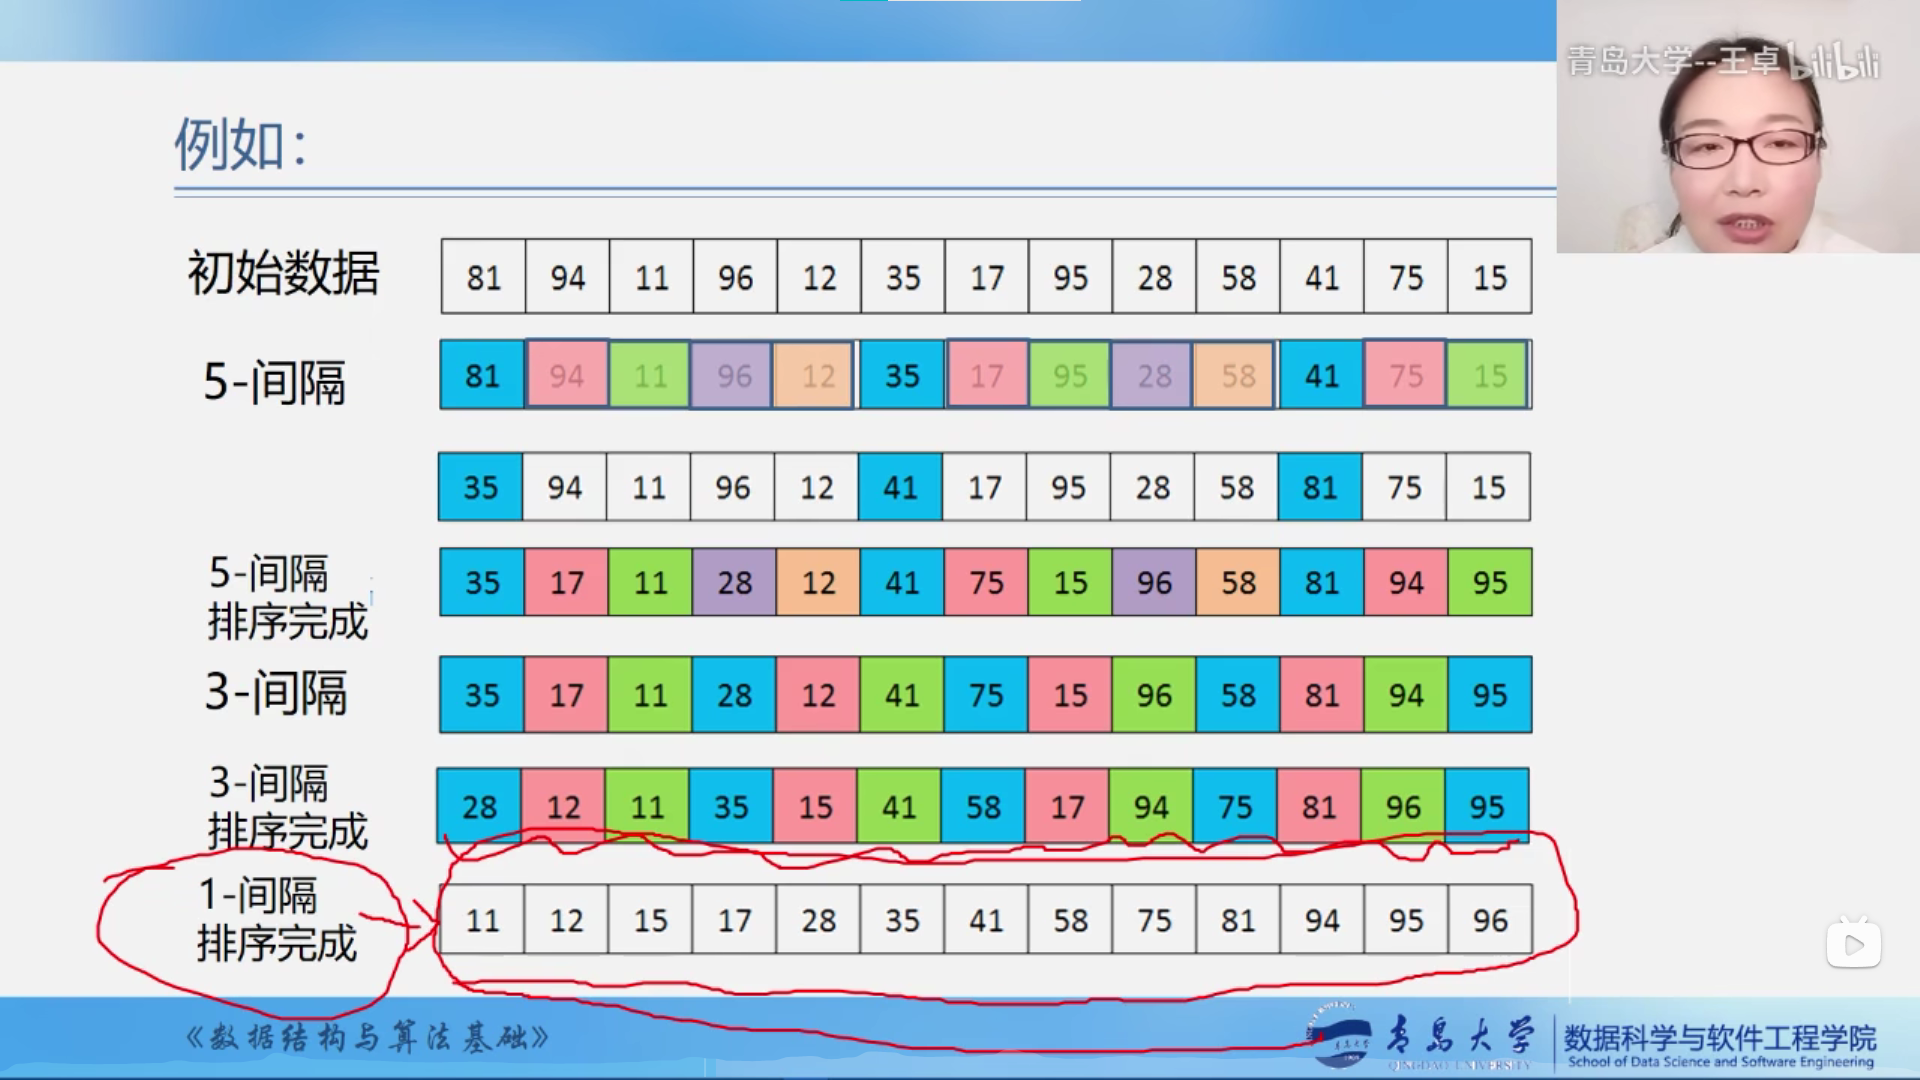 青岛大学--王卓 bilibili
例如：
初始数据 81 94 11 96 12 35 17 95 28 58 41 75 15
5-间隔 81 94 11 96 12 35 17 95 28 58 41 75 15
35 94 11 96 12 41 17 95 28 58 81 75 15
5-间隔
排序完成 35 17 11 28 12 41 75 15 96 58 81 94 95
3-间隔 35 17 11 28 12 41 75 15 96 58 81 94 95
3-间隔
排序完成 28 12 11 35 15 41 58 17 94 75 81 96 95
1-间隔
排序完成 11 12 15 17 28 35 41 58 75 81 94 95 96
《数据结构与算法基础》
青岛大学
QINGDAO UNIVERSITY
数据科学与软件工程学院
School of Data Science and Software Engineering